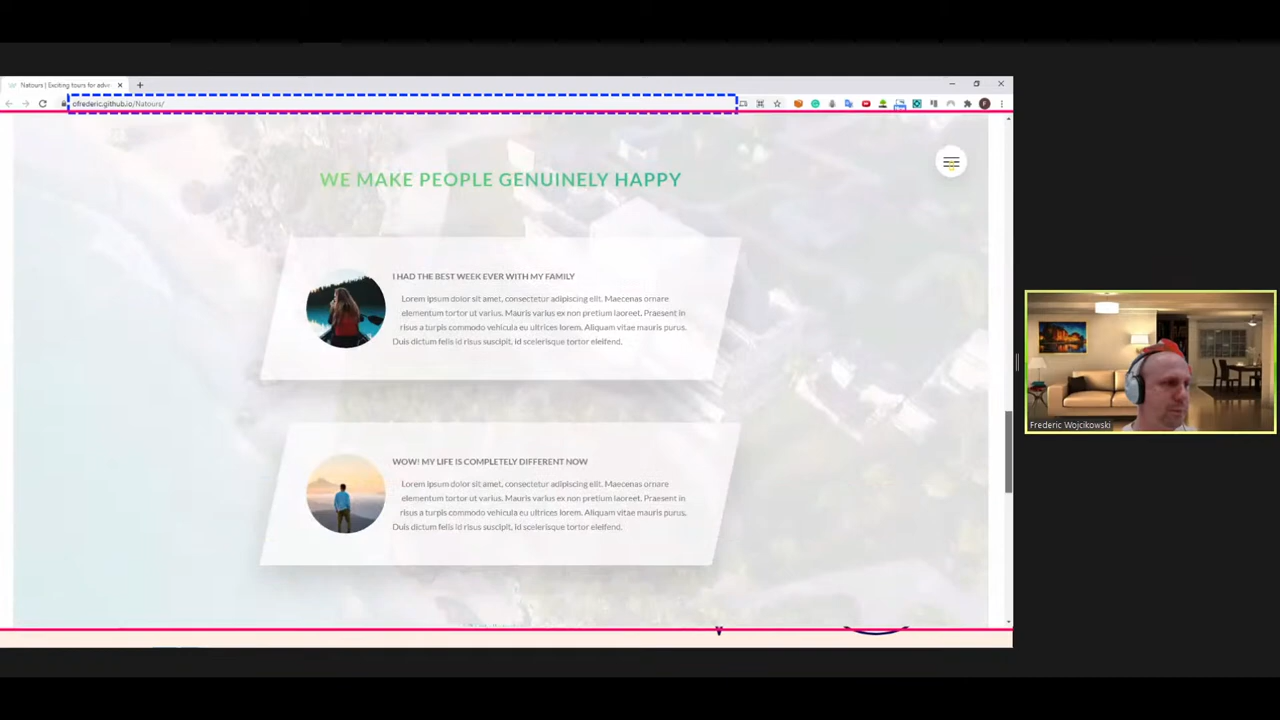 Natours | Exciting tours for adve
ofrederic.github.io/Natours/
WE MAKE PEOPLE GENUINELY HAPPY
I HAD THE BEST WEEK EVER WITH MY FAMILY
Lorem ipsum dolor sit amet, consectetur adipiscing elit. Maecenas ornare
elementum tortor ut varius. Mauris varius ex non pretium laoreet. Praesent in
risus a turpis commodo vehicula eu ultrices lorem. Aliquam vitae mauris purus.
Duis dictum felis id risus suscipit, id scelerisque tortor eleifend.
WOW! MY LIFE IS COMPLETELY DIFFERENT NOW
Lorem ipsum dolor sit amet, consectetur adipiscing elit. Maecenas ornare
elementum tortor ut varius. Mauris varius ex non pretium laoreet. Praesent in
risus a turpis commodo vehicula eu ultrices lorem. Aliquam vitae mauris purus.
Duis dictum felis id risus suscipit, id scelerisque tortor eleifend.
Frederic Wojcikowski